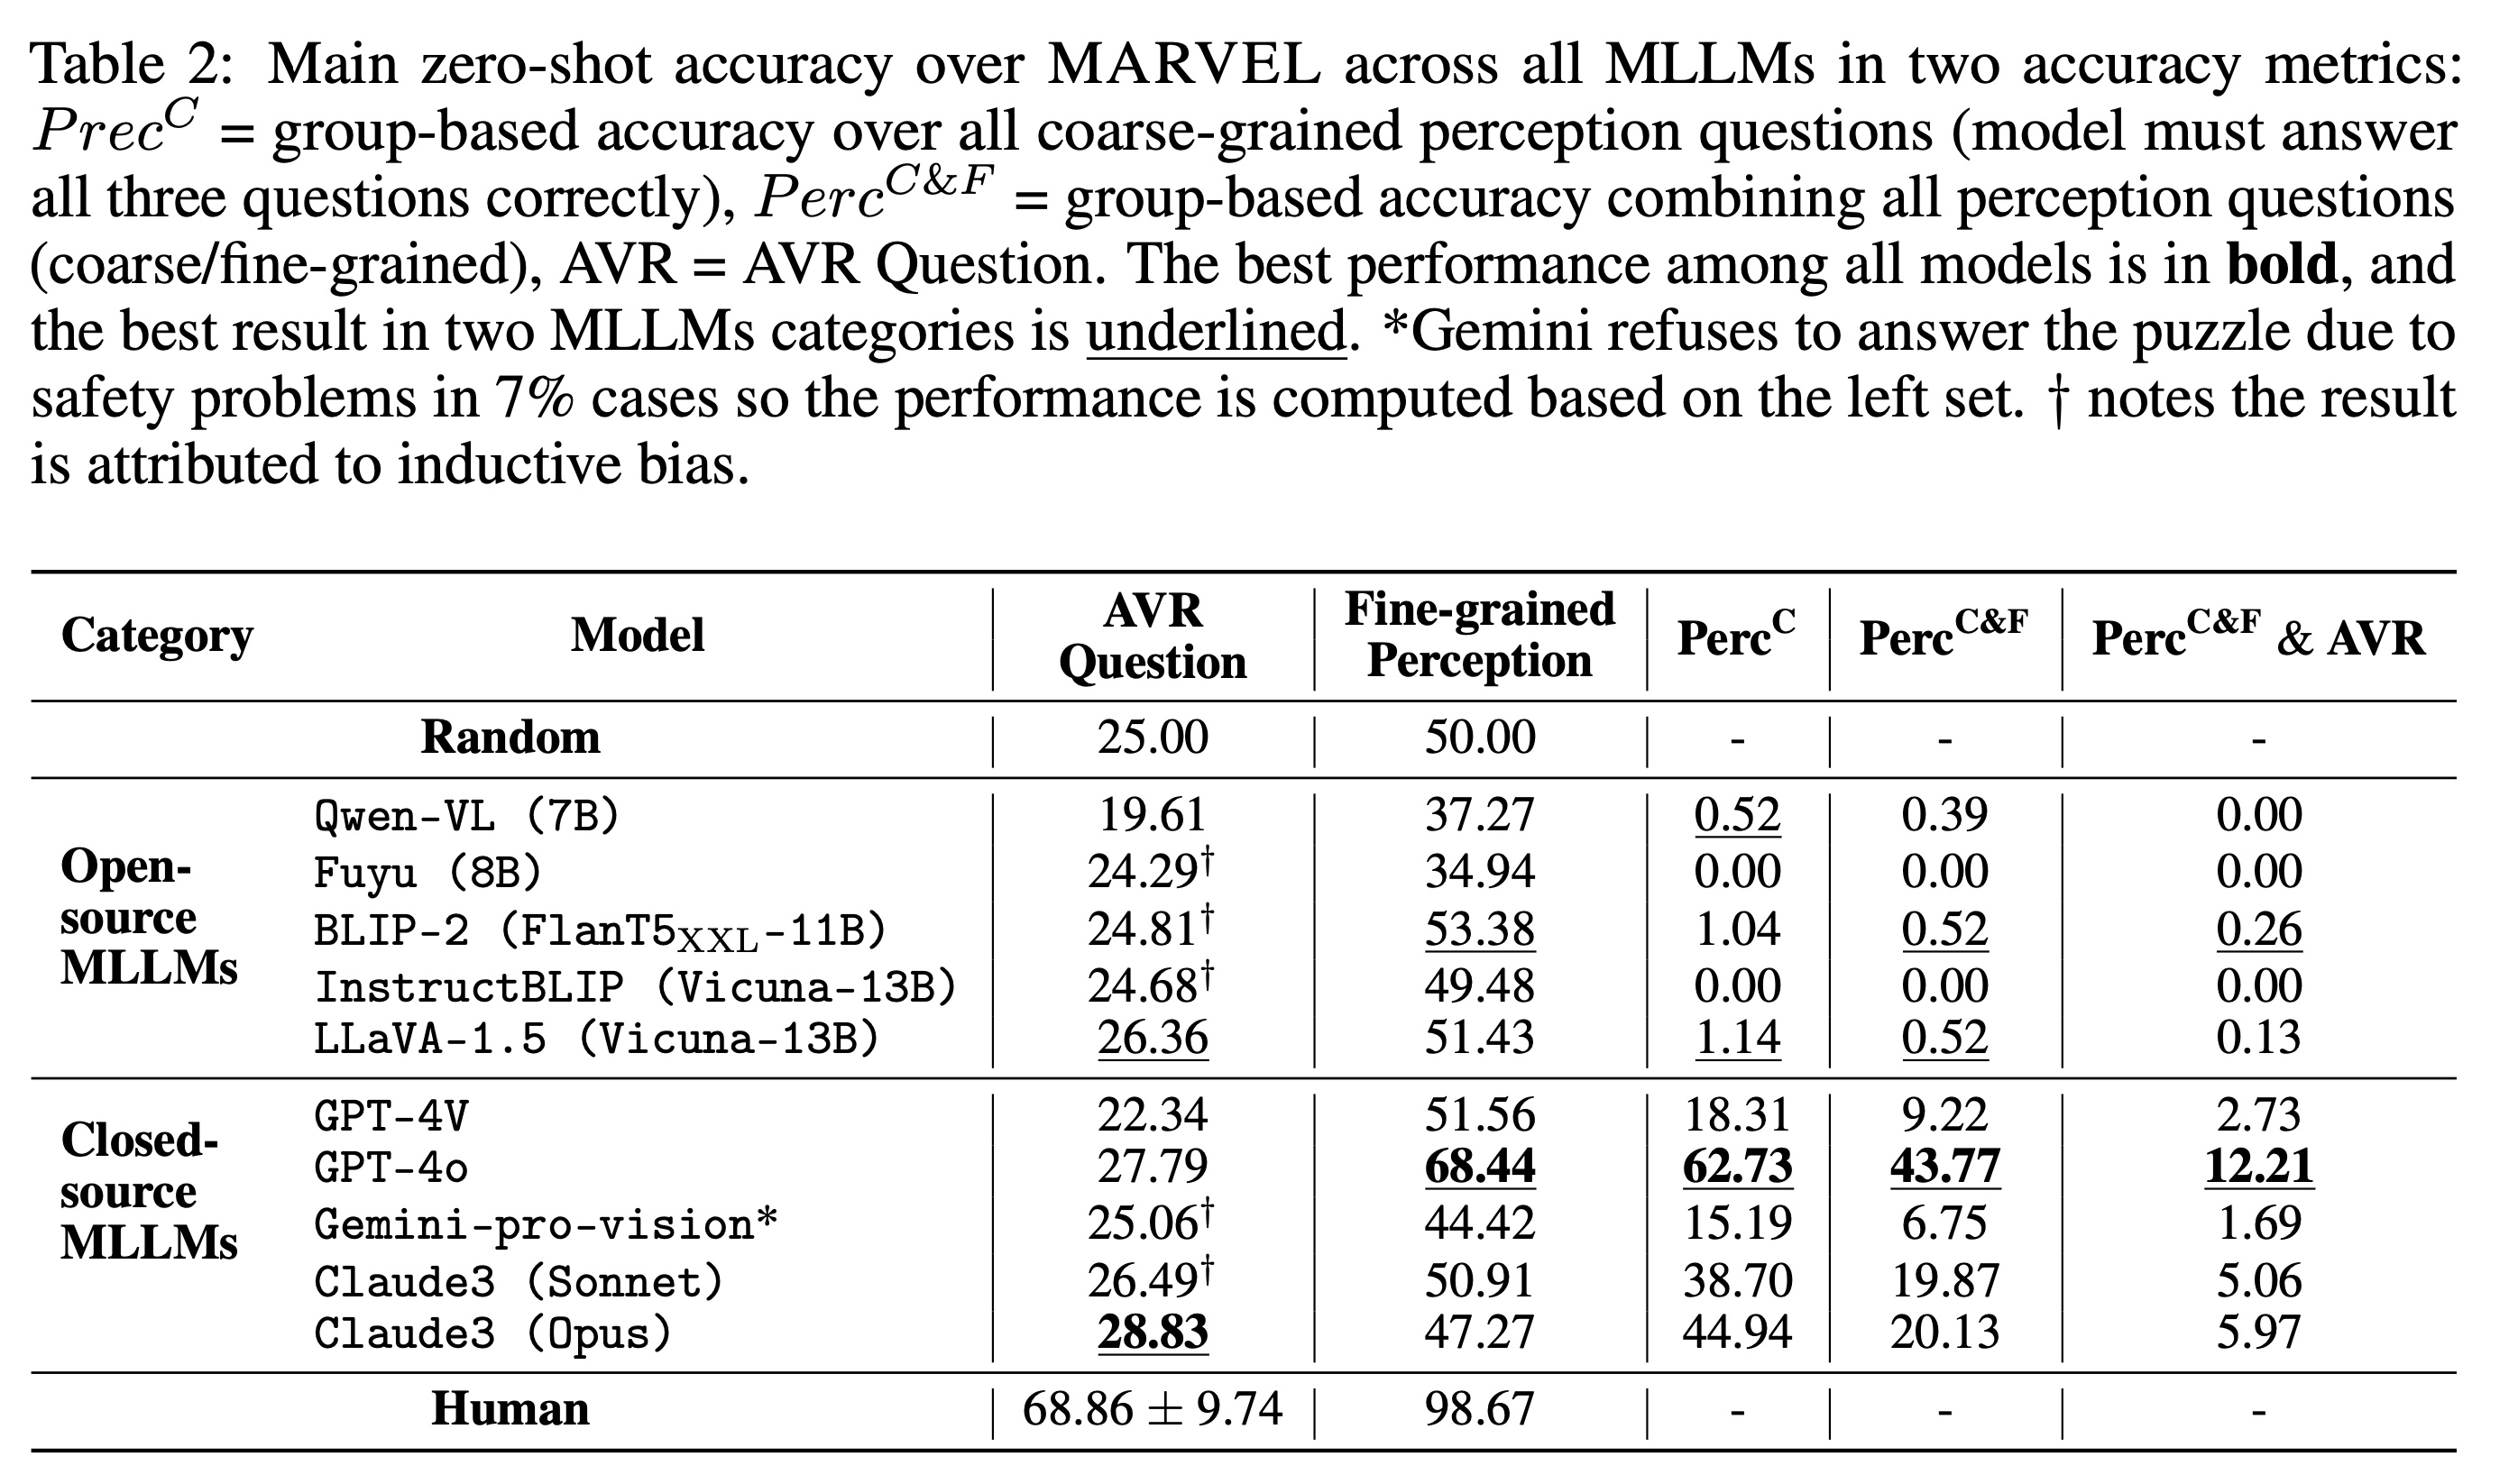 Table 2: Main zero-shot accuracy over MARVEL across all MLLMs in two accuracy metrics:
Prec^C = group-based accuracy over all coarse-grained perception questions (model must answer
all three questions correctly), Perc^C&F = group-based accuracy combining all perception questions
(coarse/fine-grained), AVR = AVR Question. The best performance among all models is in bold, and
the best result in two MLLMs categories is underlined. *Gemini refuses to answer the puzzle due to
safety problems in 7% cases so the performance is computed based on the left set. † notes the result
is attributed to inductive bias.
Category Model AVR Question Fine-grained Perception Perc^C Perc^C&F Perc^C&F & AVR
Random 25.00 50.00 - - -
Open-source MLLMs
Qwen-VL (7B) 19.61 37.27 0.52 0.39 0.00
Fuyu (8B) 24.29† 34.94 0.00 0.00 0.00
BLIP-2 (FlanT5XXL-11B) 24.81† 53.38 1.04 0.52 0.26
InstructBLIP (Vicuna-13B) 24.68† 49.48 0.00 0.00 0.00
LLaVA-1.5 (Vicuna-13B) 26.36 51.43 1.14 0.52 0.13
Closed-source MLLMs
GPT-4V 22.34 51.56 18.31 9.22 2.73
GPT-4o 27.79 68.44 62.73 43.77 12.21
Gemini-pro-vision* 25.06† 44.42 15.19 6.75 1.69
Claude3 (Sonnet) 26.49† 50.91 38.70 19.87 5.06
Claude3 (Opus) 28.83 47.27 44.94 20.13 5.97
Human 68.86 ± 9.74 98.67 - - -